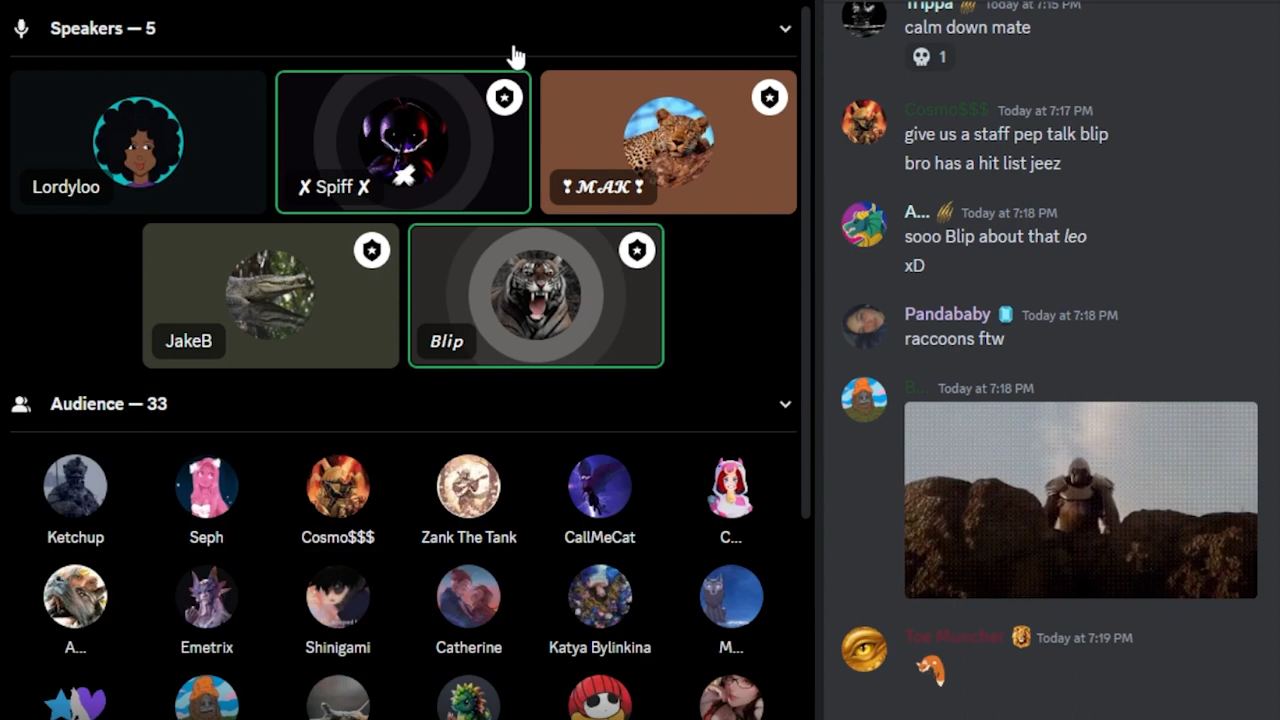 Speakers — 5
Lordyloo
✗ Spiff ✗
❣𝓜𝓐𝓚❣
JakeB
Blip
Audience — 33
Ketchup
Seph
Cosmo$$$
Zank The Tank
CallMeCat
C...
A...
Emetrix
Shinigami
Catherine
Katya Bylinkina
M...
Trippa Today at 7:15 PM
calm down mate
1
Cosmo$$$ Today at 7:17 PM
give us a staff pep talk blip
bro has a hit list jeez
A... Today at 7:18 PM
sooo Blip about that leo
xD
Pandababy Today at 7:18 PM
raccoons ftw
B... Today at 7:18 PM
Toe Muncher Today at 7:19 PM